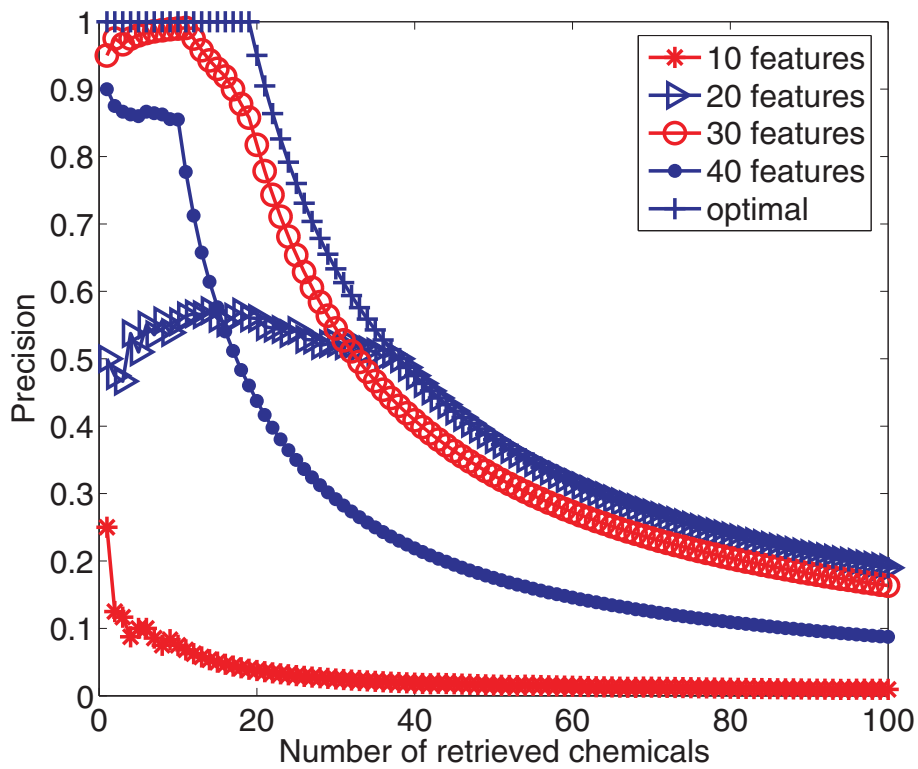 1
0.9
0.8
0.7
0.6
0.5
0.4
0.3
0.2
0.1
0
Precision
10 features
20 features
30 features
40 features
optimal
0 20 40 60 80 100
Number of retrieved chemicals